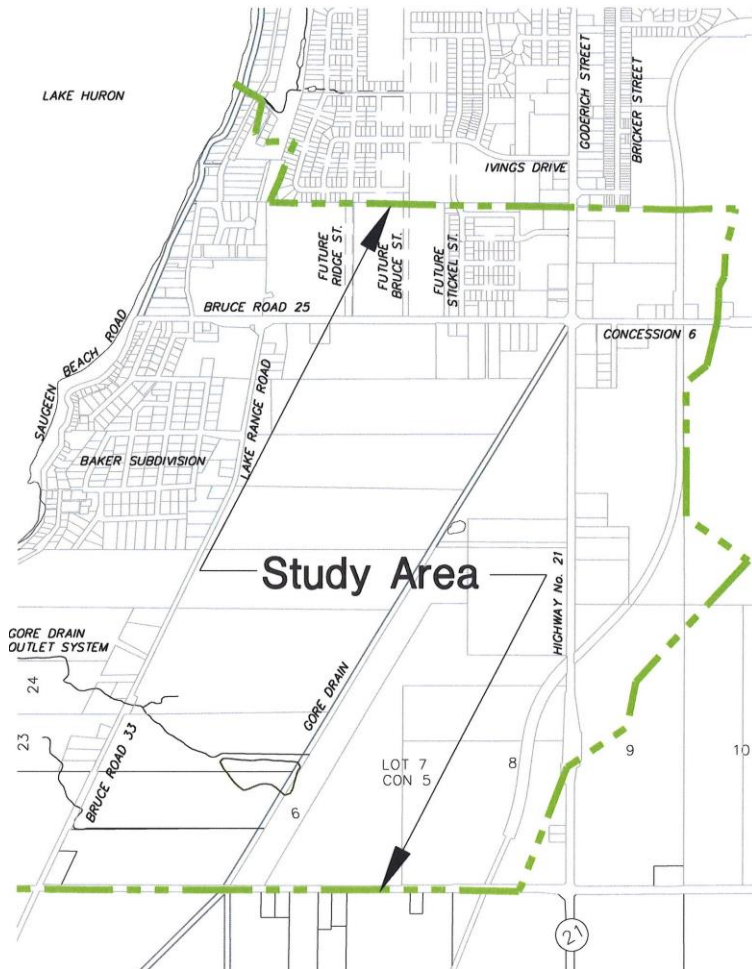 LAKE HURON
GODERICH STREET
BRICKER STREET
IVINGS DRIVE
FUTURE
RIDGE ST.
FUTURE
BRUCE ST.
FUTURE
STICKEL ST.
BRUCE ROAD 25
CONCESSION 6
SAUGEEN BEACH ROAD
LAKE RANGE ROAD
BAKER SUBDIVISION
Study Area
HIGHWAY No. 21
GORE DRAIN
OUTLET SYSTEM
24
GORE DRAIN
23
BRUCE ROAD 33
LOT 7
CON 5
8
9
10
6
21